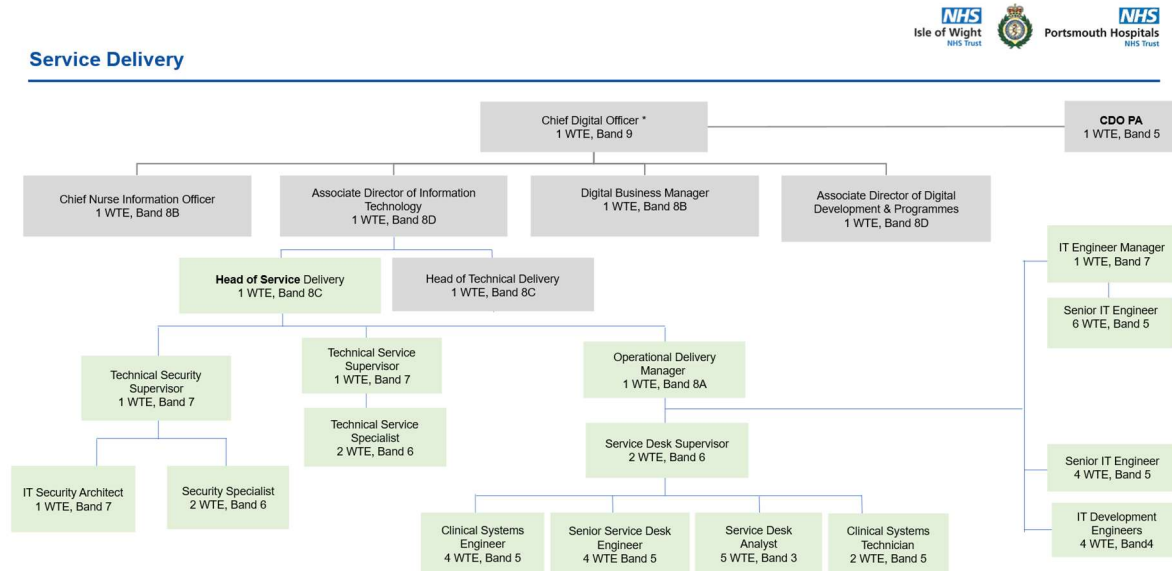 NHS
Isle of Wight
NHS Trust
NHS
Portsmouth Hospitals
NHS Trust
Service Delivery
Chief Digital Officer *
1 WTE, Band 9
CDO PA
1 WTE, Band 5
Chief Nurse Information Officer
1 WTE, Band 8B
Associate Director of Information
Technology
1 WTE, Band 8D
Digital Business Manager
1 WTE, Band 8B
Associate Director of Digital
Development & Programmes
1 WTE, Band 8D
Head of Service Delivery
1 WTE, Band 8C
Head of Technical Delivery
1 WTE, Band 8C
IT Engineer Manager
1 WTE, Band 7
Senior IT Engineer
6 WTE, Band 5
Technical Security
Supervisor
1 WTE, Band 7
Technical Service
Supervisor
1 WTE, Band 7
Operational Delivery
Manager
1 WTE, Band 8A
Technical Service
Specialist
2 WTE, Band 6
Service Desk Supervisor
2 WTE, Band 6
IT Security Architect
1 WTE, Band 7
Security Specialist
2 WTE, Band 6
Senior IT Engineer
4 WTE, Band 5
Clinical Systems
Engineer
4 WTE, Band 5
Senior Service Desk
Engineer
4 WTE, Band 5
Service Desk
Analyst
5 WTE, Band 3
Clinical Systems
Technician
2 WTE, Band 5
IT Development
Engineers
4 WTE, Band4